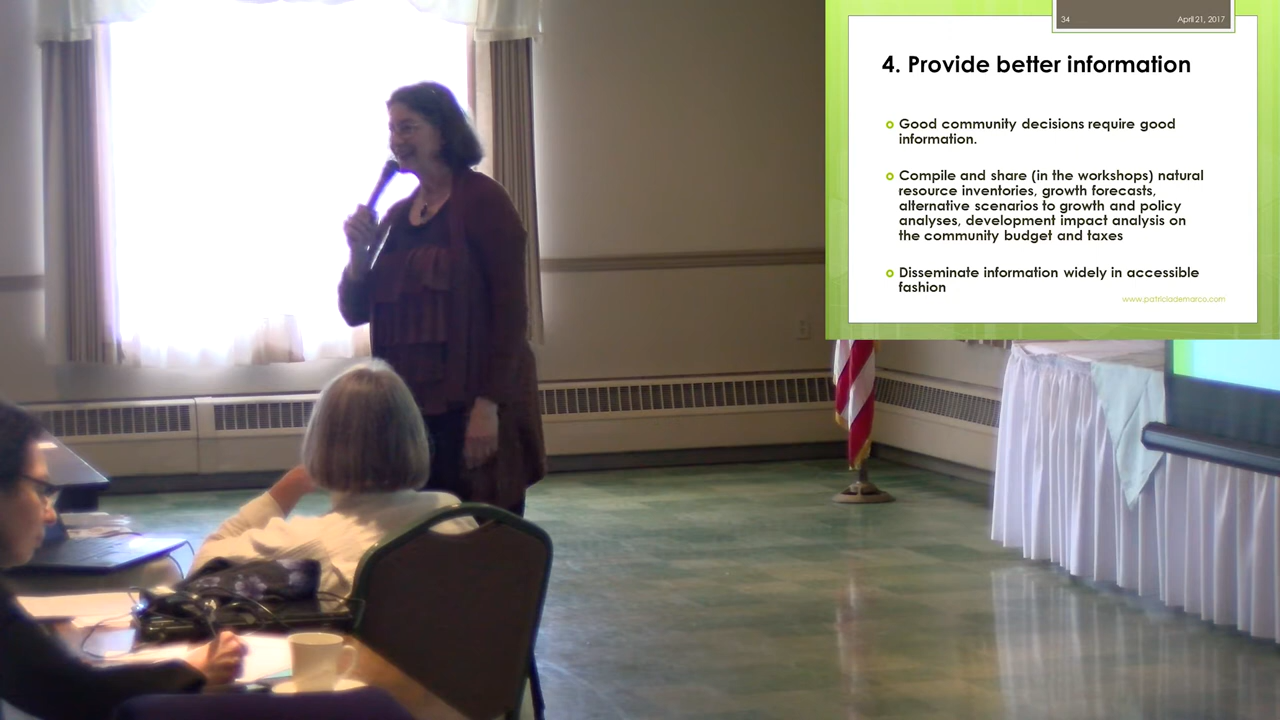 34 April 21, 2017
4. Provide better information
Good community decisions require good
information.
Compile and share (in the workshops) natural
resource inventories, growth forecasts,
alternative scenarios to growth and policy
analyses, development impact analysis on
the community budget and taxes
Disseminate information widely in accessible
fashion
www.patriciademarco.com